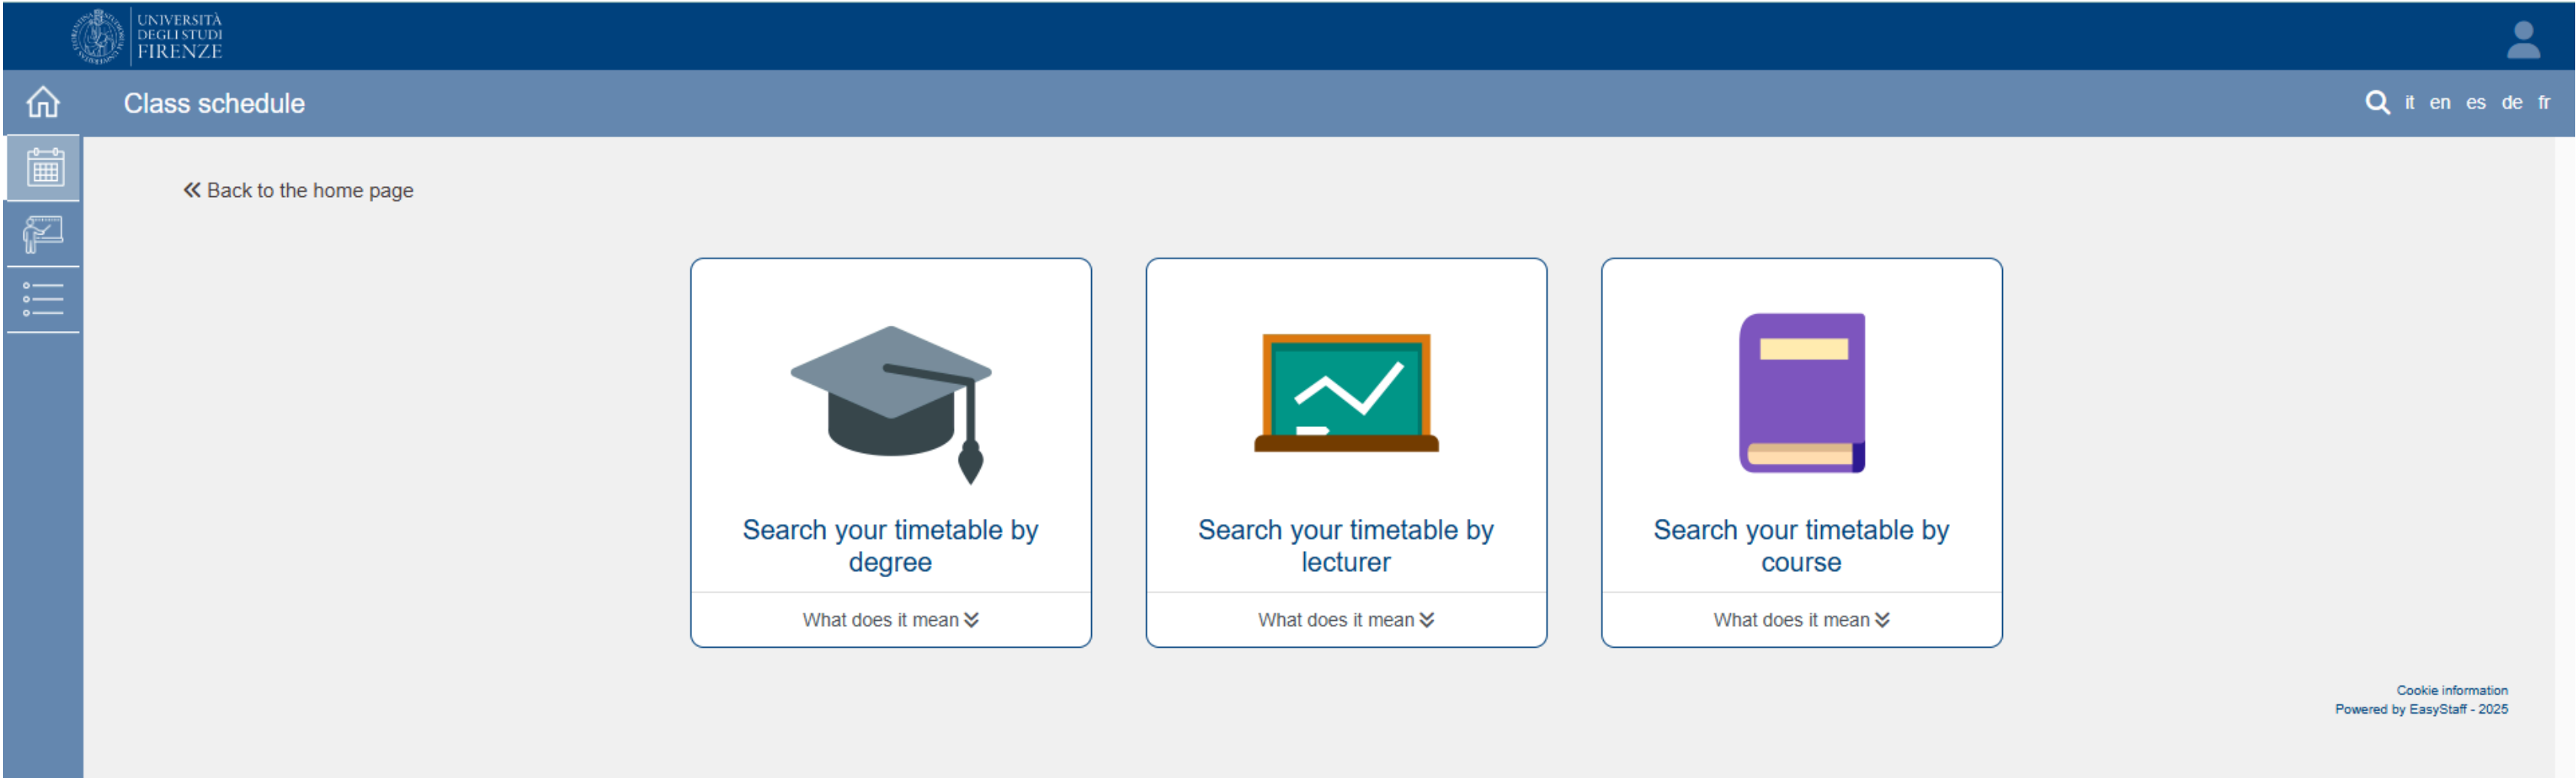 UNIVERSITÀ
DEGLI STUDI
FIRENZE
Class schedule
it en es de fr
Back to the home page
Search your timetable by
degree
What does it mean
Search your timetable by
lecturer
What does it mean
Search your timetable by
course
What does it mean
Cookie information
Powered by EasyStaff - 2025